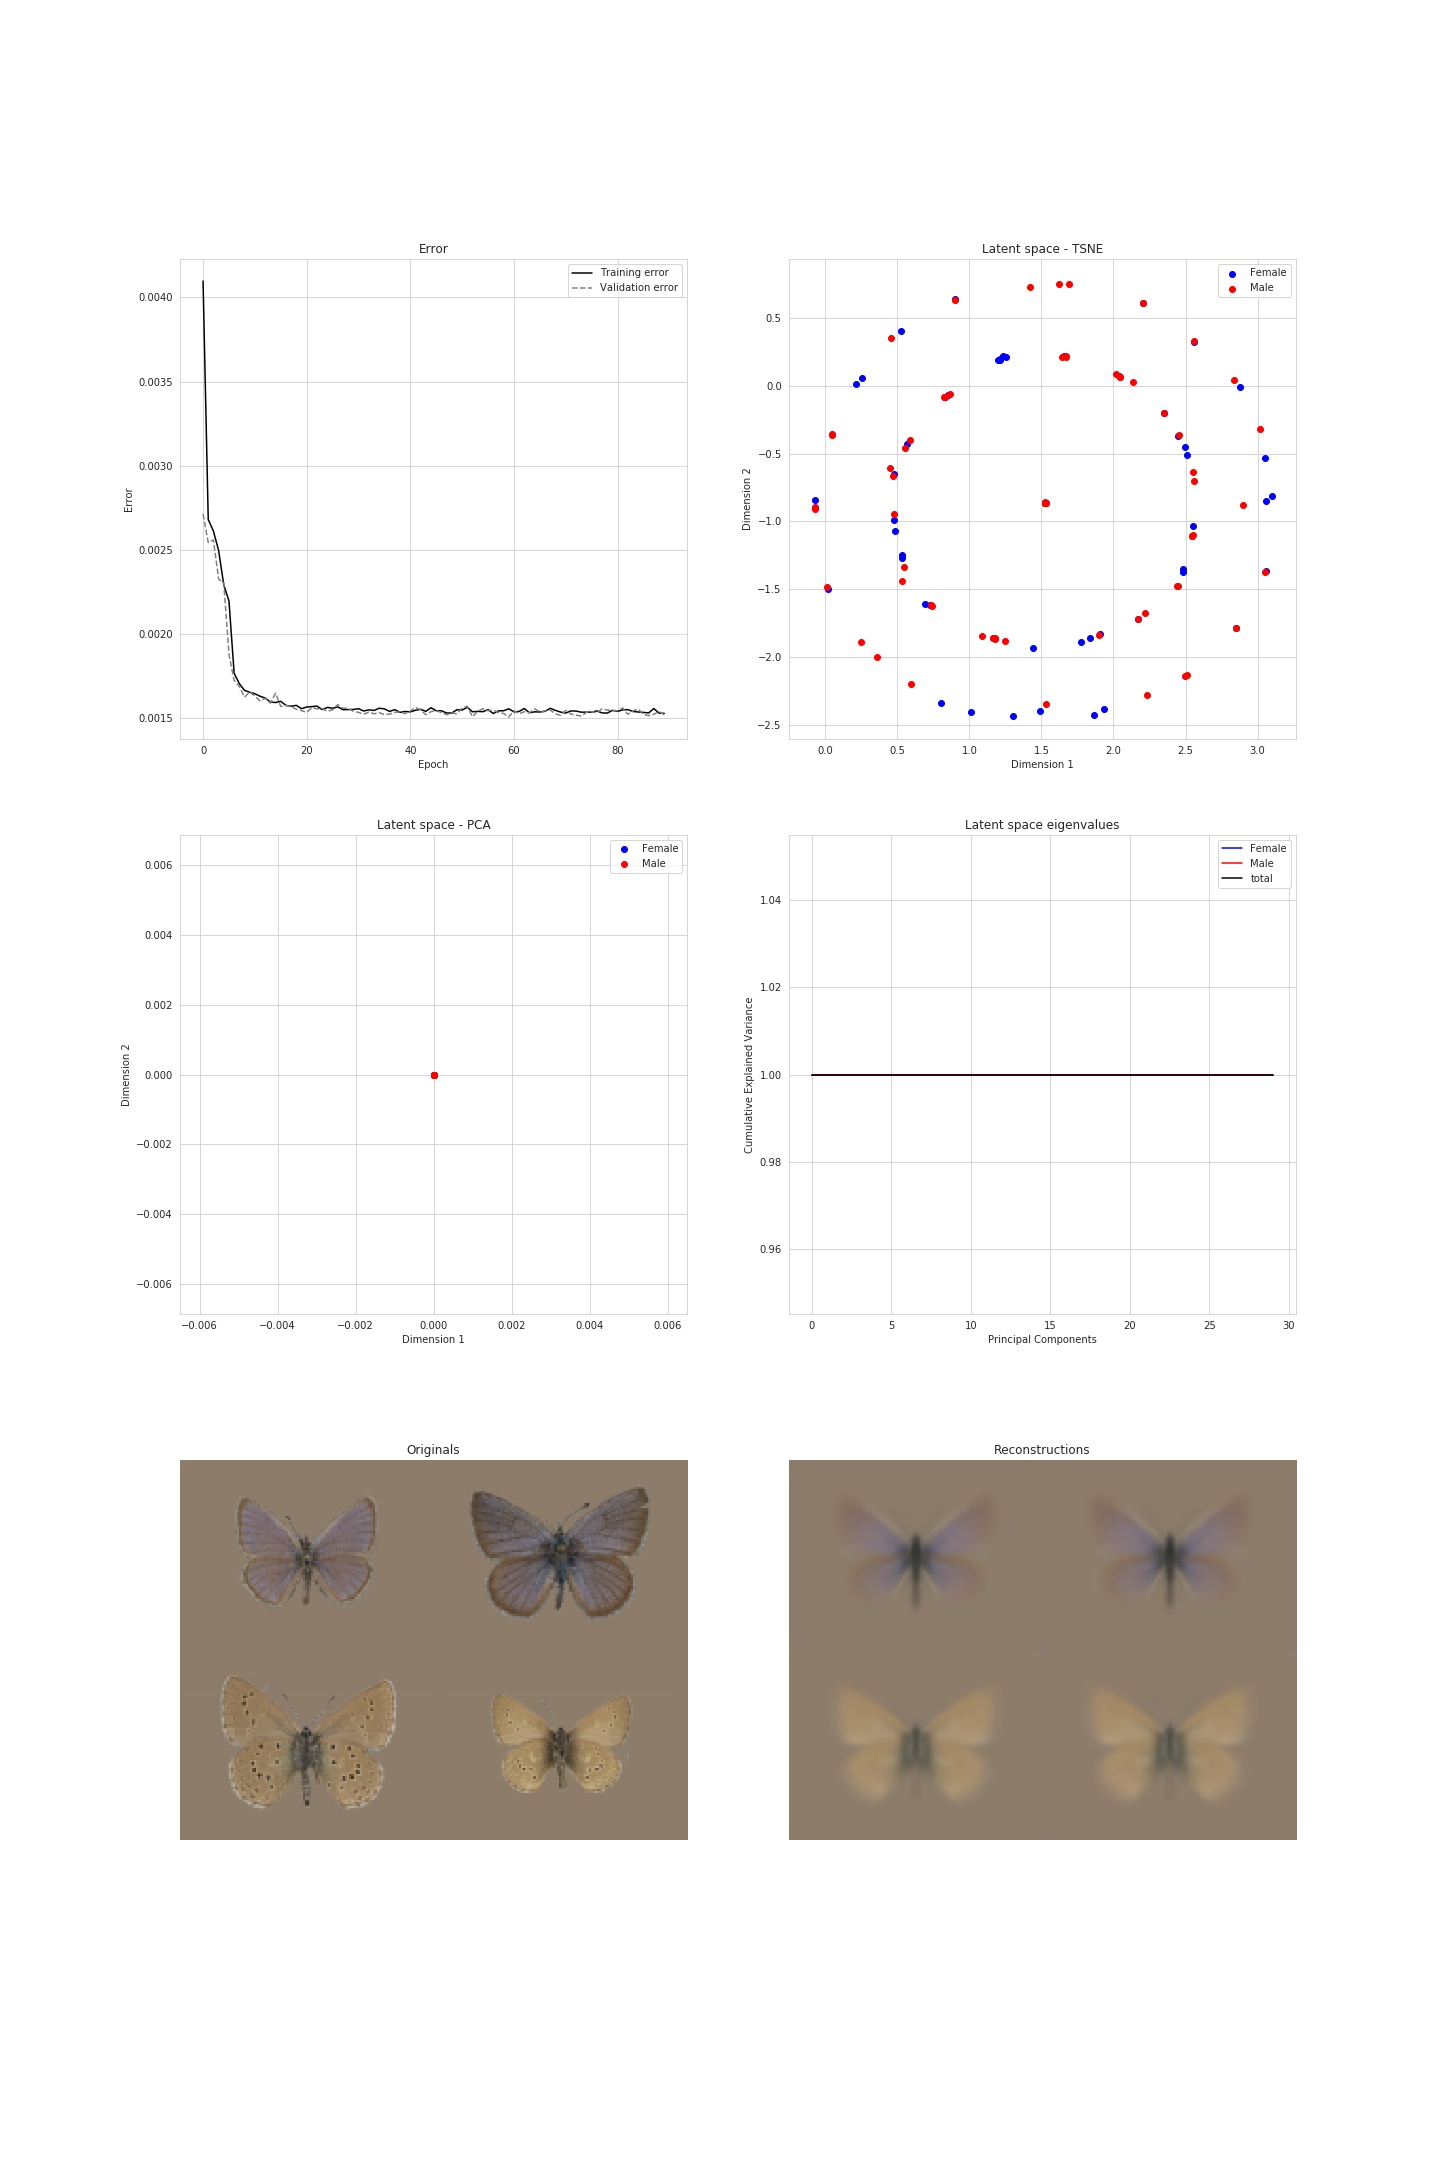 Error
Training error
Validation error
0.0040
0.0035
0.0030
0.0025
0.0020
0.0015
Error
0 20 40 60 80
Epoch
Latent space - TSNE
Female
Male
0.5
0.0
−0.5
−1.0
−1.5
−2.0
−2.5
Dimension 2
0.0 0.5 1.0 1.5 2.0 2.5 3.0
Dimension 1
Latent space - PCA
Female
Male
0.006
0.004
0.002
0.000
−0.002
−0.004
−0.006
Dimension 2
−0.006 −0.004 −0.002 0.000 0.002 0.004 0.006
Dimension 1
Latent space eigenvalues
Female
Male
total
1.04
1.02
1.00
0.98
0.96
Cumulative Explained Variance
0 5 10 15 20 25 30
Principal Components
Originals
Reconstructions